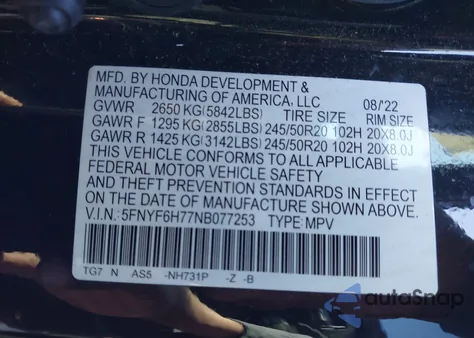 MFD. BY HONDA DEVELOPMENT &
MANUFACTURING OF AMERICA, LLC 08/'22
GVWR 2650 KG(5842LBS) TIRE SIZE RIM SIZE
GAWR F 1295 KG(2855LBS) 245/50R20 102H 20X8.0J
GAWR R 1425 KG(3142LBS) 245/50R20 102H 20X8.0J
THIS VEHICLE CONFORMS TO ALL APPLICABLE
FEDERAL MOTOR VEHICLE SAFETY
AND THEFT PREVENTION STANDARDS IN EFFECT
ON THE DATE OF MANUFACTURE SHOWN ABOVE.
V.I.N.: 5FNYF6H77NB077253 TYPE: MPV
TG7 N AS5 -NH731P -Z -B
autoSnap